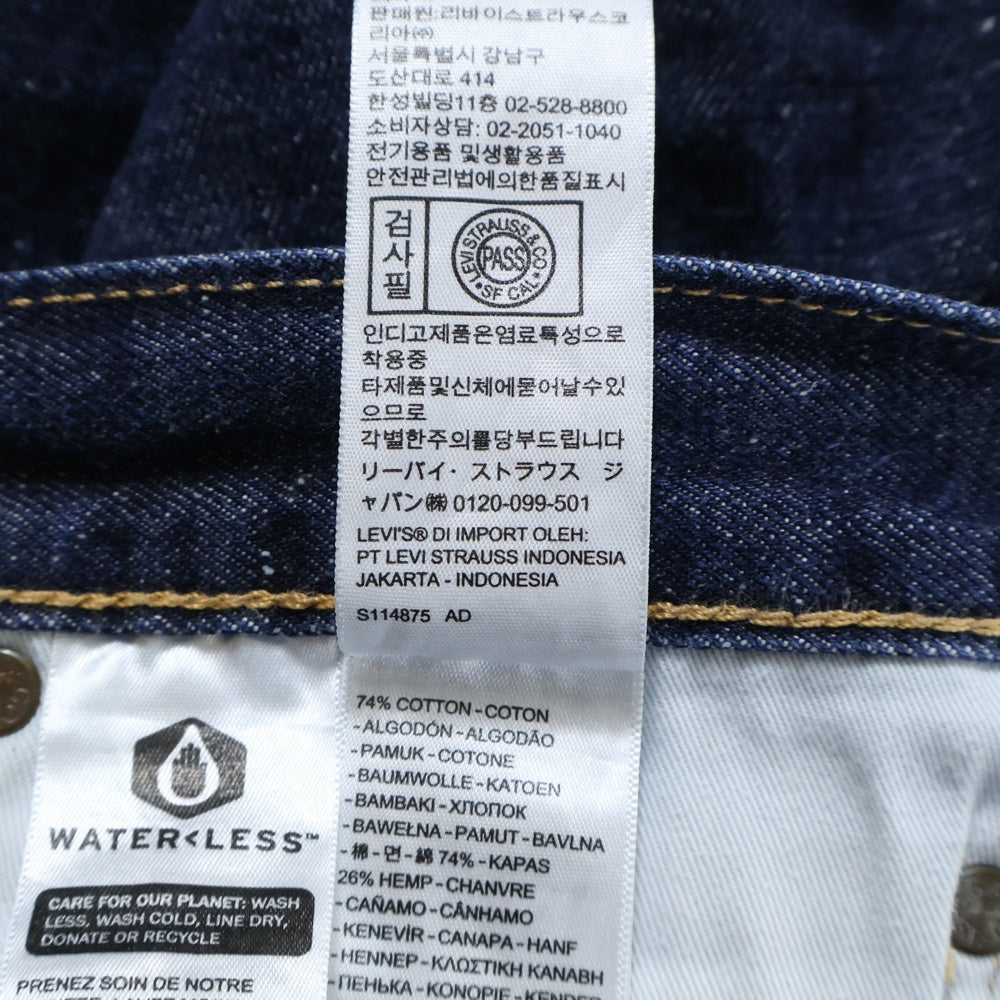 판매원:리바이스트라우스코
리아㈜
서울특별시 강남구
도산대로 414
한성빌딩11층 02-528-8800
소비자상담: 02-2051-1040
전기용품 및생활용품
안전관리법에의한품질표시
검사필
LEVI STRAUSS & CO
PASS
SF CAL
인디고제품은염료특성으로
착용중
타제품및신체에묻어날수있
으므로
각별한주의를당부드립니다
リーバイ・ストラウス ジ
ャパン㈱ 0120-099-501
LEVI'S® DI IMPORT OLEH:
PT LEVI STRAUSS INDONESIA
JAKARTA - INDONESIA
S114875 AD
74% COTTON - COTON
- ALGODÓN - ALGODÃO
- PAMUK - COTONE
- BAUMWOLLE - KATOEN
- BAMBAKI - ХЛОПОК
- BAWEŁNA - PAMUT - BAVLNA
- 棉 - 면 - 綿 74% - KAPAS
26% HEMP - CHANVRE
- CAÑAMO - CÂNHAMO
- KENEVİR - CANAPA - HANF
- HENNEP - ΚΛΩΣΤΙΚΗ ΚΑΝΑΒΗ
- ПЕНЬКА - KONOPIE - KENDER
WATER<LESS™
CARE FOR OUR PLANET: WASH
LESS, WASH COLD, LINE DRY,
DONATE OR RECYCLE
PRENEZ SOIN DE NOTRE